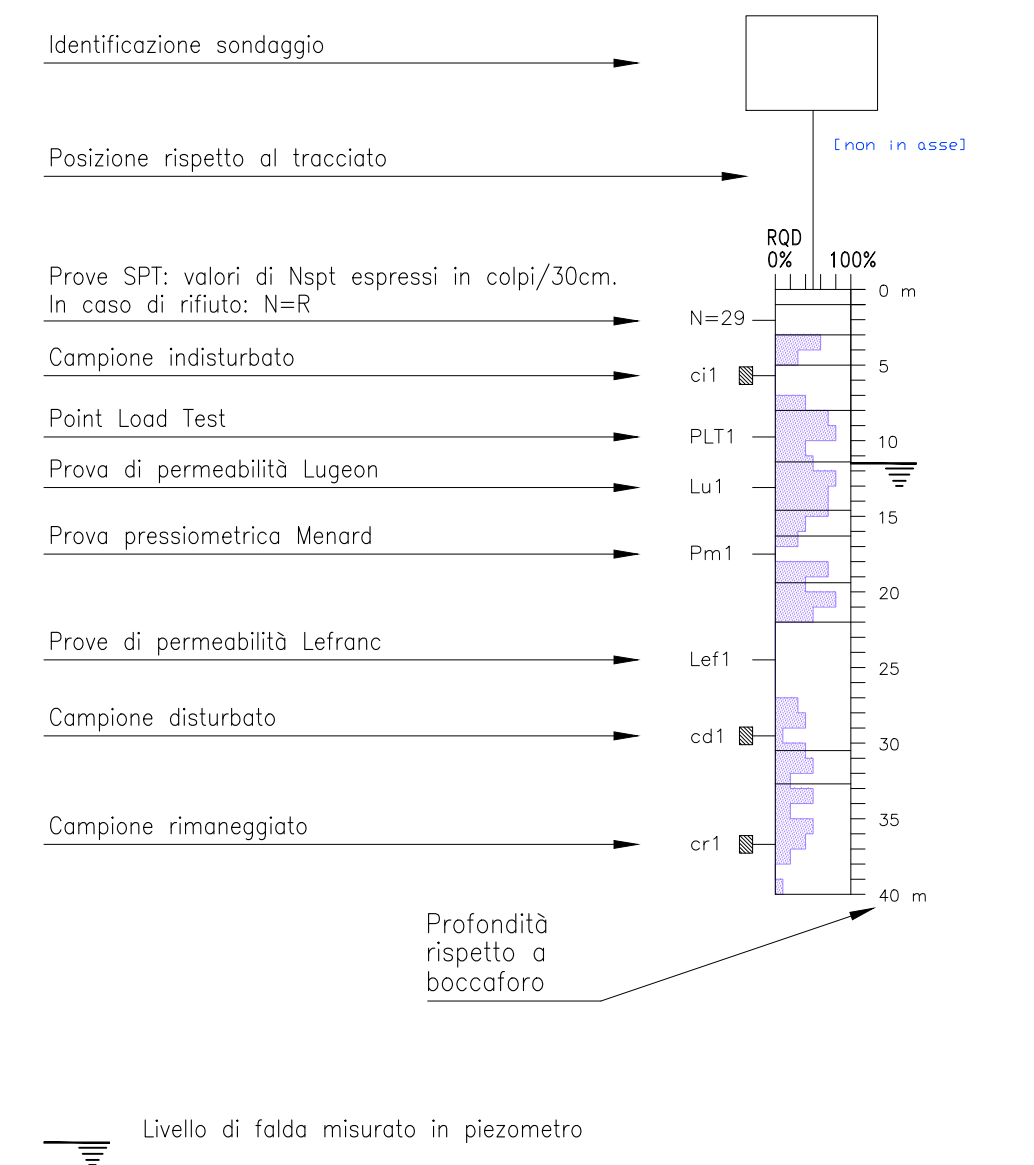 Identificazione sondaggio
[non in asse]
Posizione rispetto al tracciato
RQD
0% 100%
Prove SPT: valori di Nspt espressi in colpi/30cm.
In caso di rifiuto: N=R
0 m
N=29
Campione indisturbato
5
ci1
Point Load Test
PLT1
10
Prova di permeabilità Lugeon
Lu1
15
Prova pressiometrica Menard
Pm1
20
Prove di permeabilità Lefranc
Lef1
25
Campione disturbato
cd1
30
Campione rimaneggiato
35
cr1
40 m
Profondità
rispetto a
boccaforo
Livello di falda misurato in piezometro